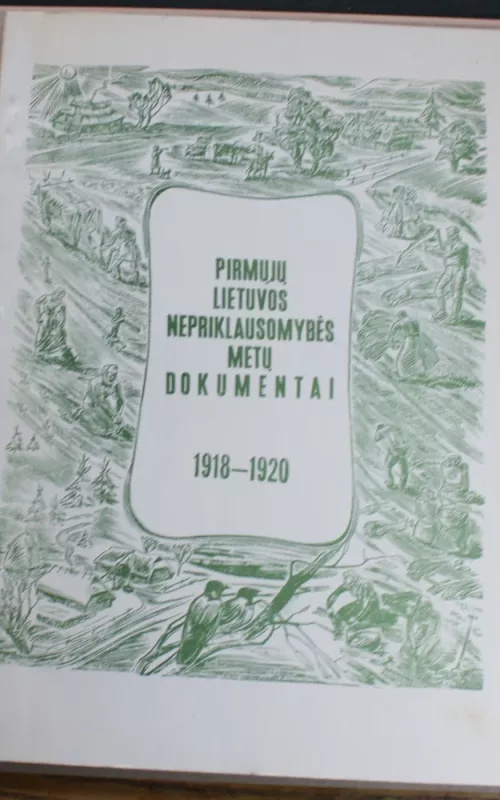 PIRMŲJŲ
LIETUVOS
NEPRIKLAUSOMYBĖS
METŲ
DOKUMENTAI
1918—1920